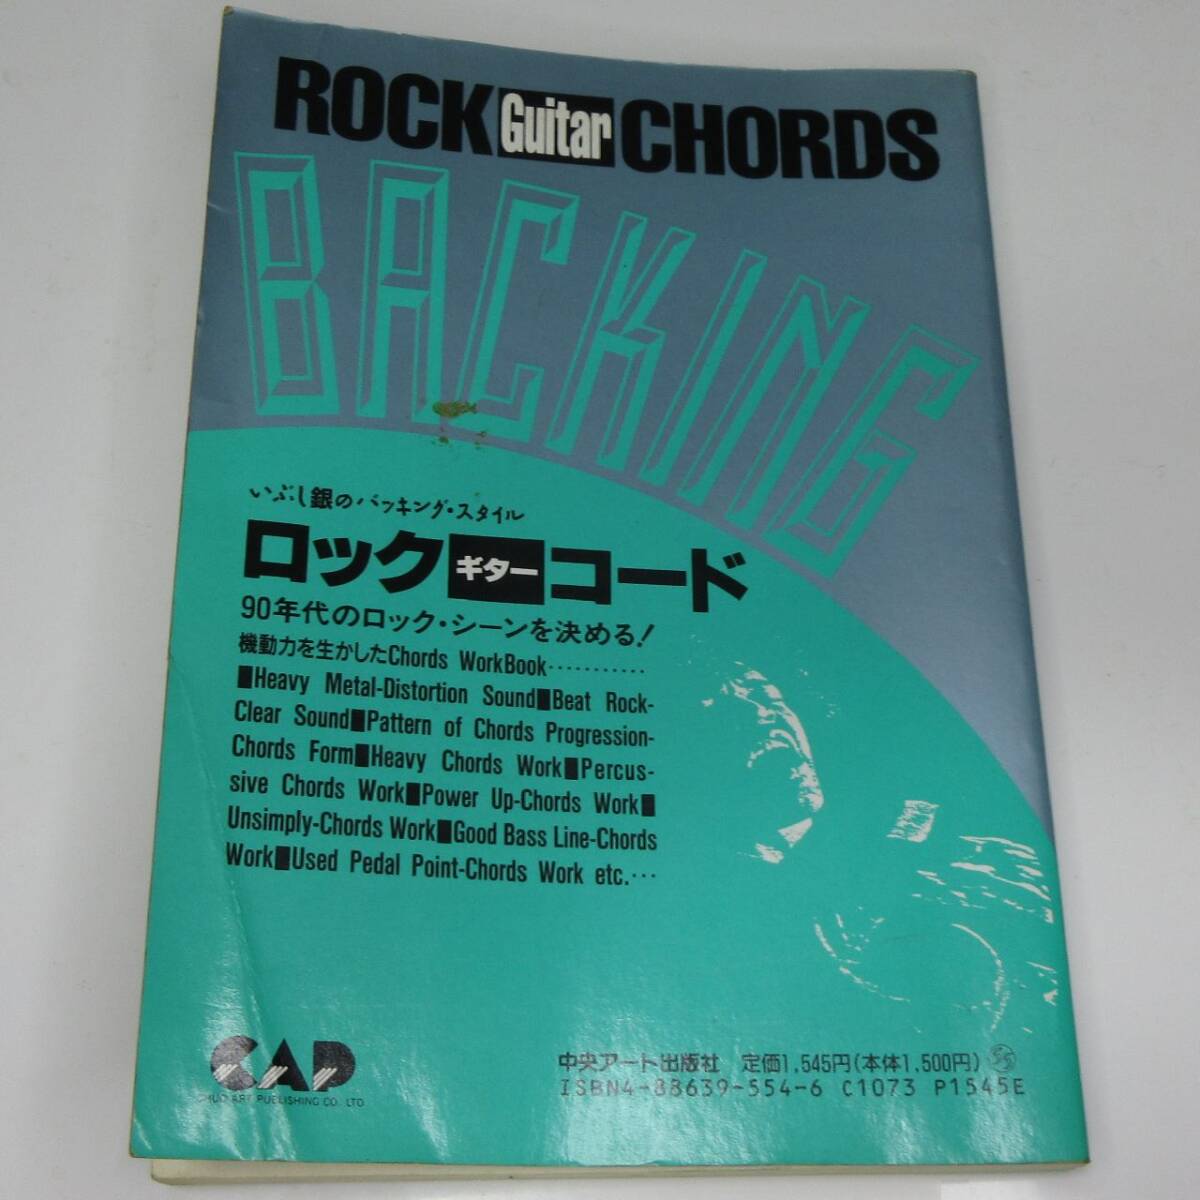 ROCK Guitar CHORDS
BACKING
いぶし銀のバッキング・スタイル
ロックギターコード
90年代のロック・シーンを決める!
機動力を生かしたChords WorkBook…………
■Heavy Metal-Distortion Sound■Beat Rock-
Clear Sound■Pattern of Chords Progression-
Chords Form■Heavy Chords Work■Percus-
sive Chords Work■Power Up-Chords Work■
Unsimply-Chords Work■Good Bass Line-Chords
Work■Used Pedal Point-Chords Work etc.…
CAP
CHUO ART PUBLISHING CO., LTD.
中央アート出版社 定価1,545円(本体1,500円)
ISBN4-88639-554-6 C1073 P1545E